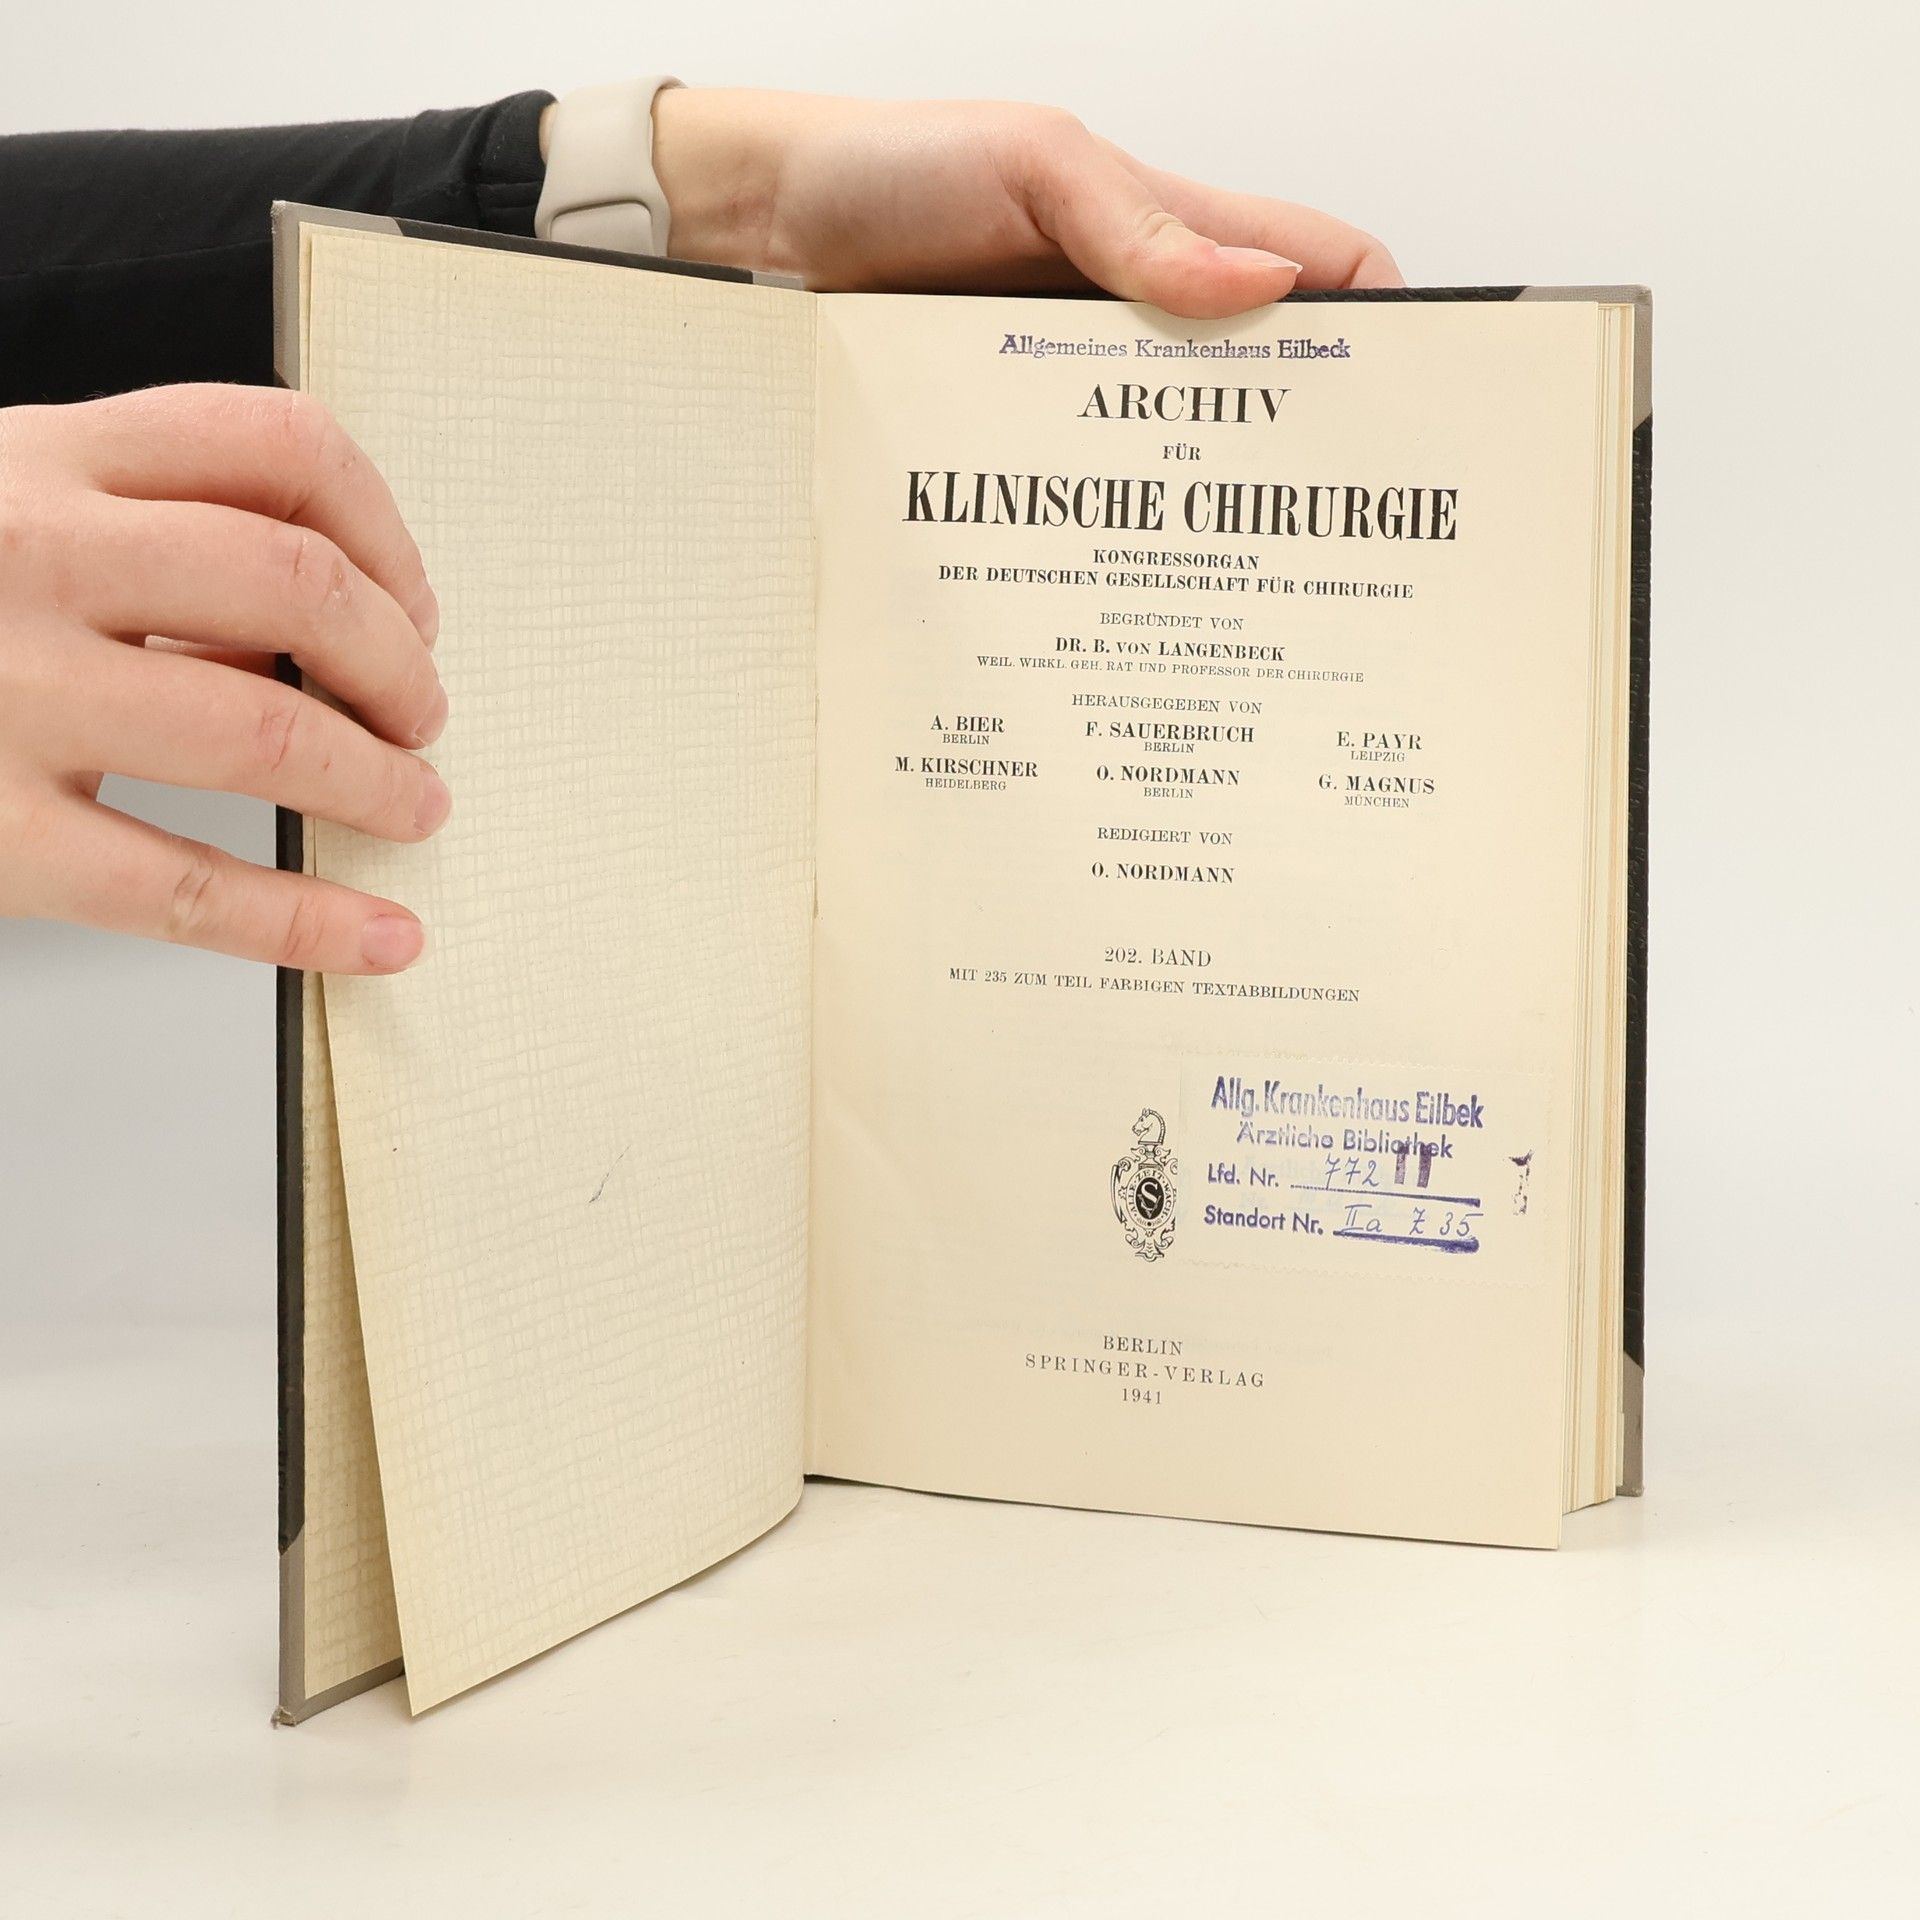 Allgemeines Krankenhaus Eilbeck
ARCHIV
FÜR
KLINISCHE CHIRURGIE
KONGRESSORGAN
DER DEUTSCHEN GESELLSCHAFT FÜR CHIRURGIE
BEGRÜNDET VON
DR. B. VON LANGENBECK
WEIL. WIRKL. GEH. RAT UND PROFESSOR DER CHIRURGIE
HERAUSGEGEBEN VON
A. BIER F. SAUERBRUCH E. PAYR
BERLIN BERLIN LEIPZIG
M. KIRSCHNER O. NORDMANN G. MAGNUS
HEIDELBERG BERLIN MÜNCHEN
REDIGIERT VON
O. NORDMANN
202. BAND
MIT 235 ZUM TEIL FARBIGEN TEXTABBILDUNGEN
Allg. Krankenhaus Eilbek
Ärztliche Bibliothek
Lfd. Nr. 772 II
Standort Nr. IIa Z 35
S
BERLIN
SPRINGER-VERLAG
1941